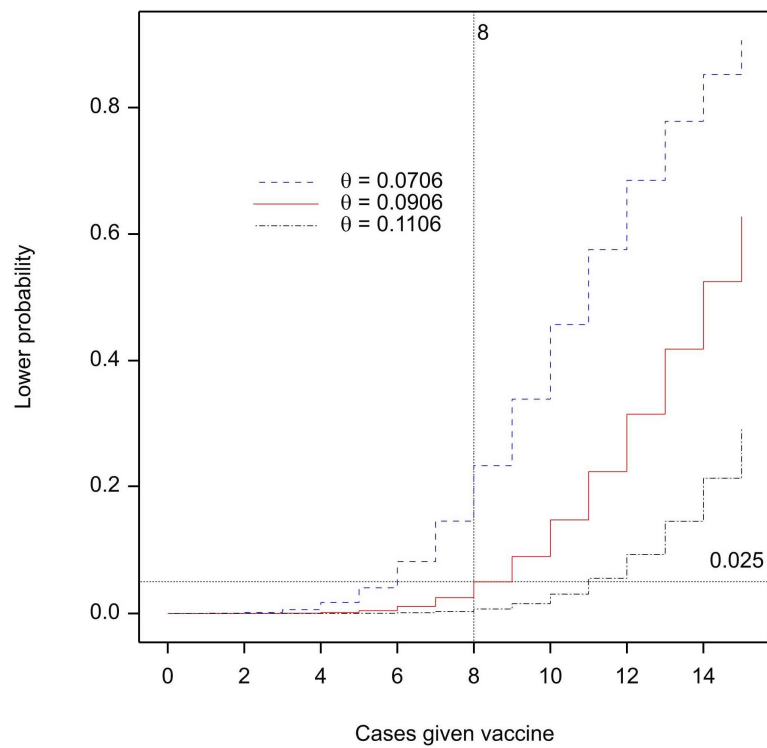 8
0.8
θ = 0.0706
θ = 0.0906
θ = 0.1106
0.6
Lower probability
0.4
0.2
0.025
0.0
0 2 4 6 8 10 12 14
Cases given vaccine